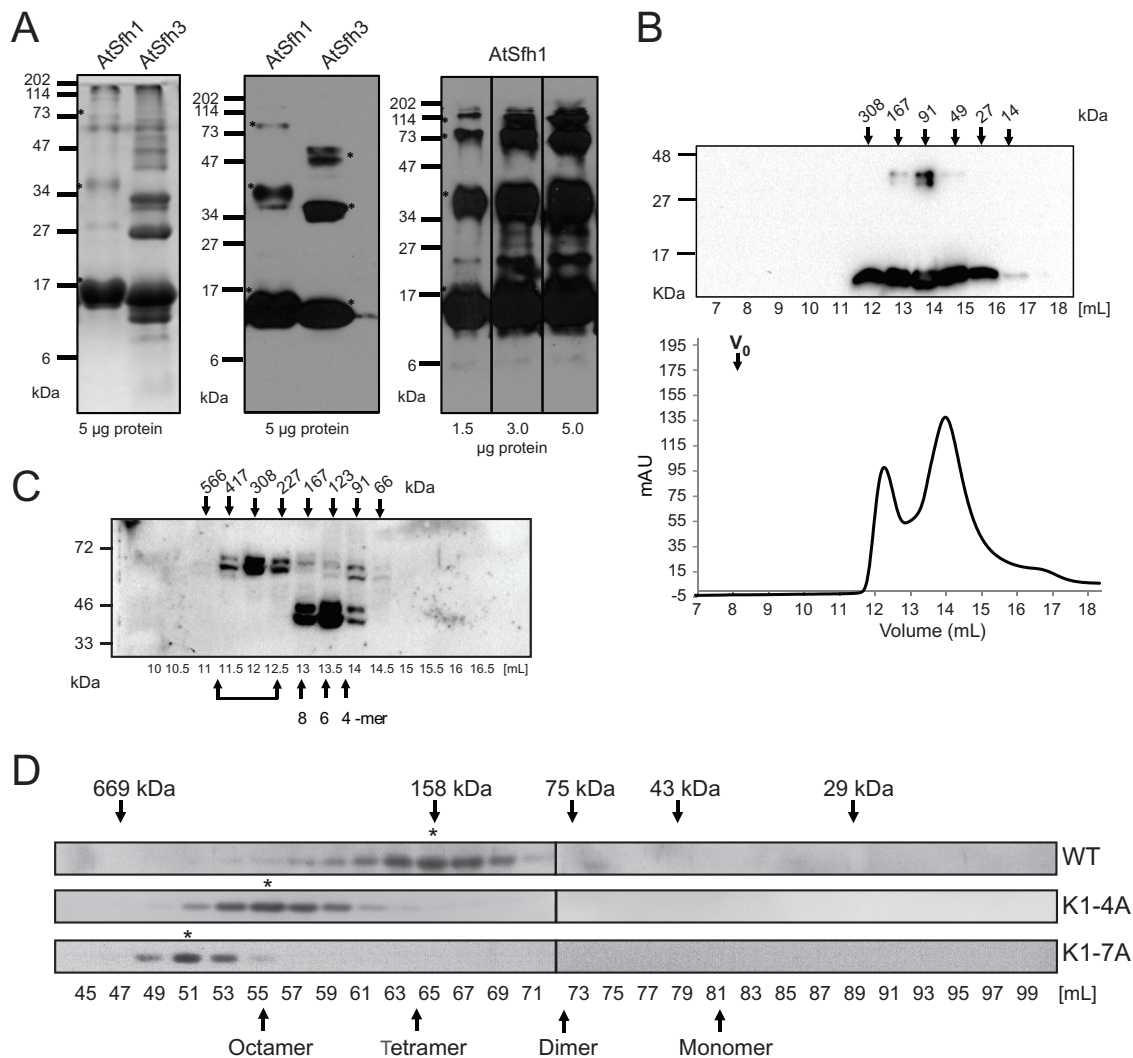 A
AtSfh1
AtSfh3
202
114
73
47
34
27
17
6
kDa
*
*
*
5 µg protein
AtSfh1
AtSfh3
202
114
73
47
34
27
17
6
kDa
*
*
*
*
*
*
5 µg protein
AtSfh1
202
114
73
47
34
27
17
6
kDa
*
*
*
*
1.5 3.0 5.0
µg protein
B
308 167 91 49 27 14 kDa
48
27
17
KDa
7 8 9 10 11 12 13 14 15 16 17 18 [mL]
V0
195
175
155
135
115
95
75
55
35
15
-5
mAU
7 8 9 10 11 12 13 14 15 16 17 18
Volume (mL)
C
566 417 308 227 167 123 91 66 kDa
72
46
33
kDa
10 10.5 11 11.5 12 12.5 13 13.5 14 14.5 15 15.5 16 16.5 [mL]
8 6 4 -mer
D
669 kDa 158 kDa 75 kDa 43 kDa 29 kDa
*
WT
*
K1-4A
*
K1-7A
45 47 49 51 53 55 57 59 61 63 65 67 69 71 73 75 77 79 81 83 85 87 89 91 93 95 97 99 [mL]
Octamer Tetramer Dimer Monomer